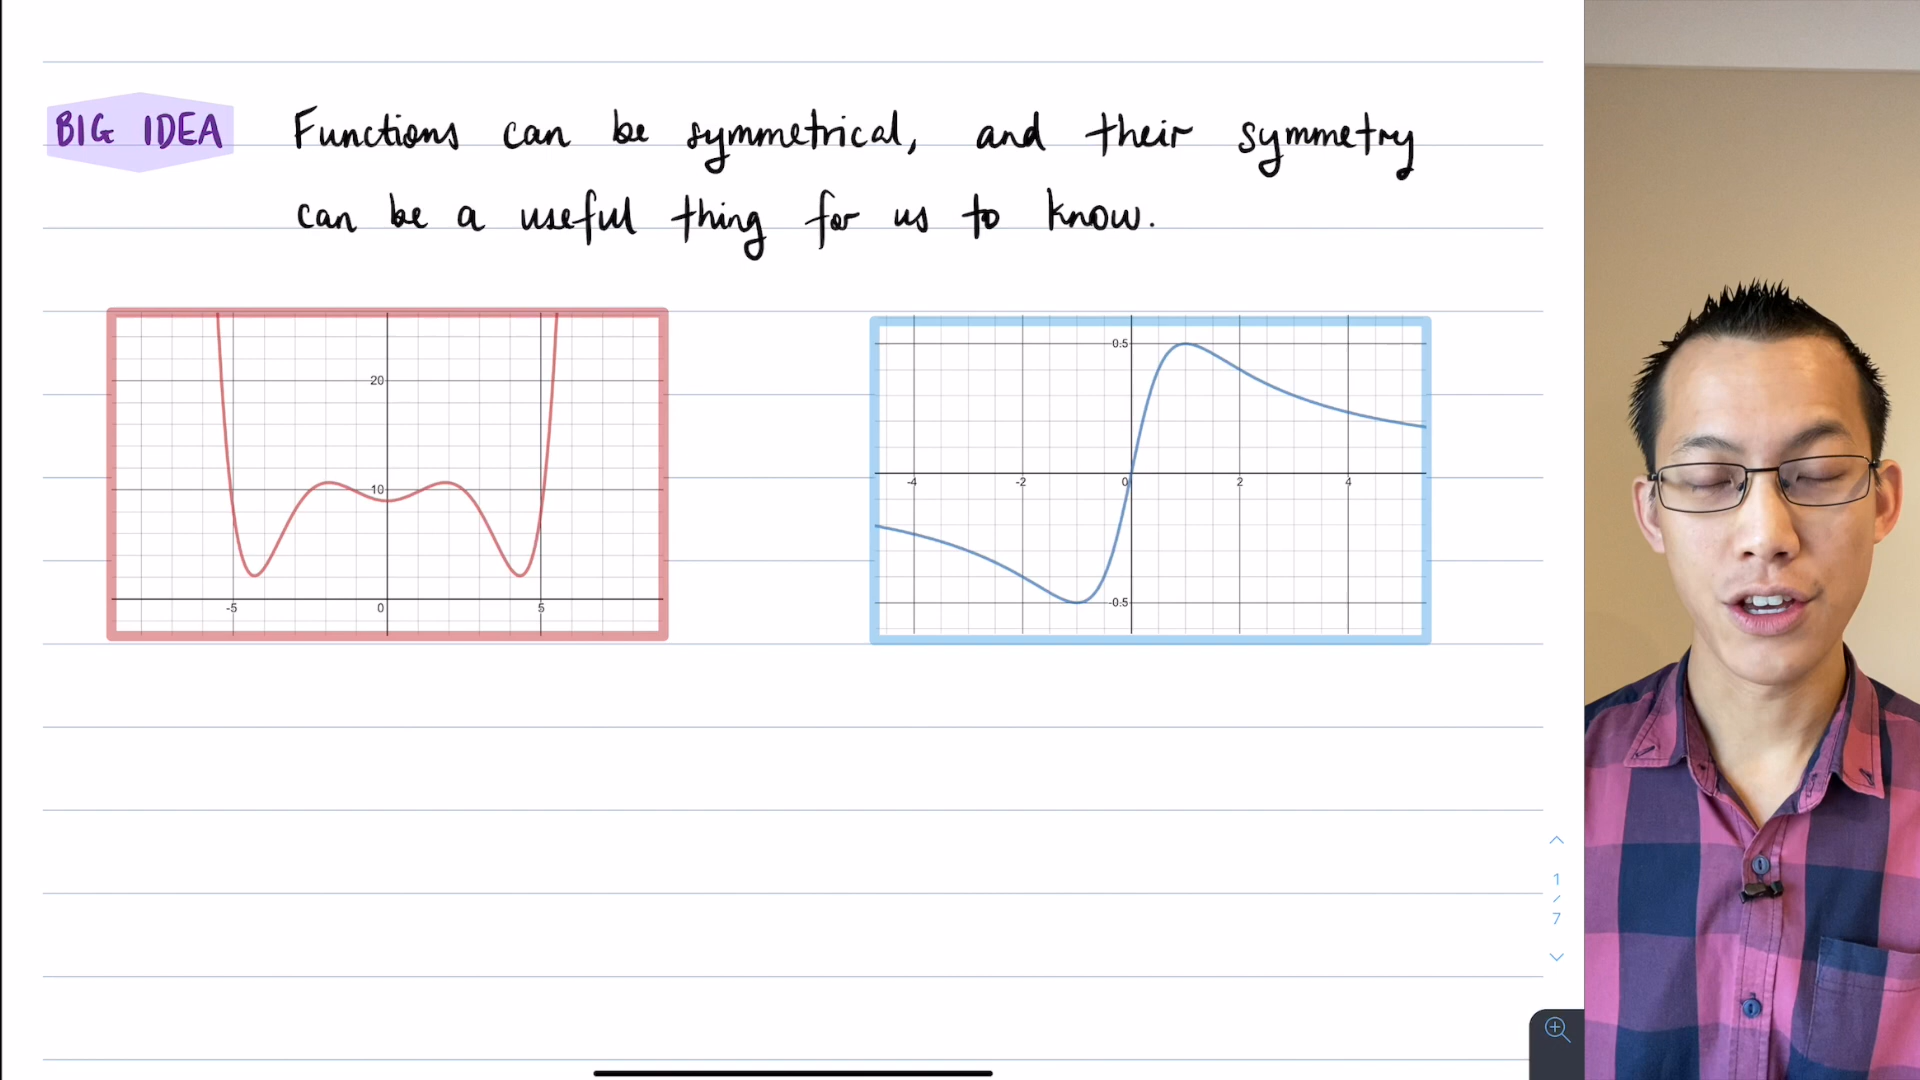 BIG IDEA Functions can be symmetrical, and their symmetry
can be a useful thing for us to know.
20
10
-5 0 5
0.5
-4 -2 0 2 4
-0.5
1
/
7